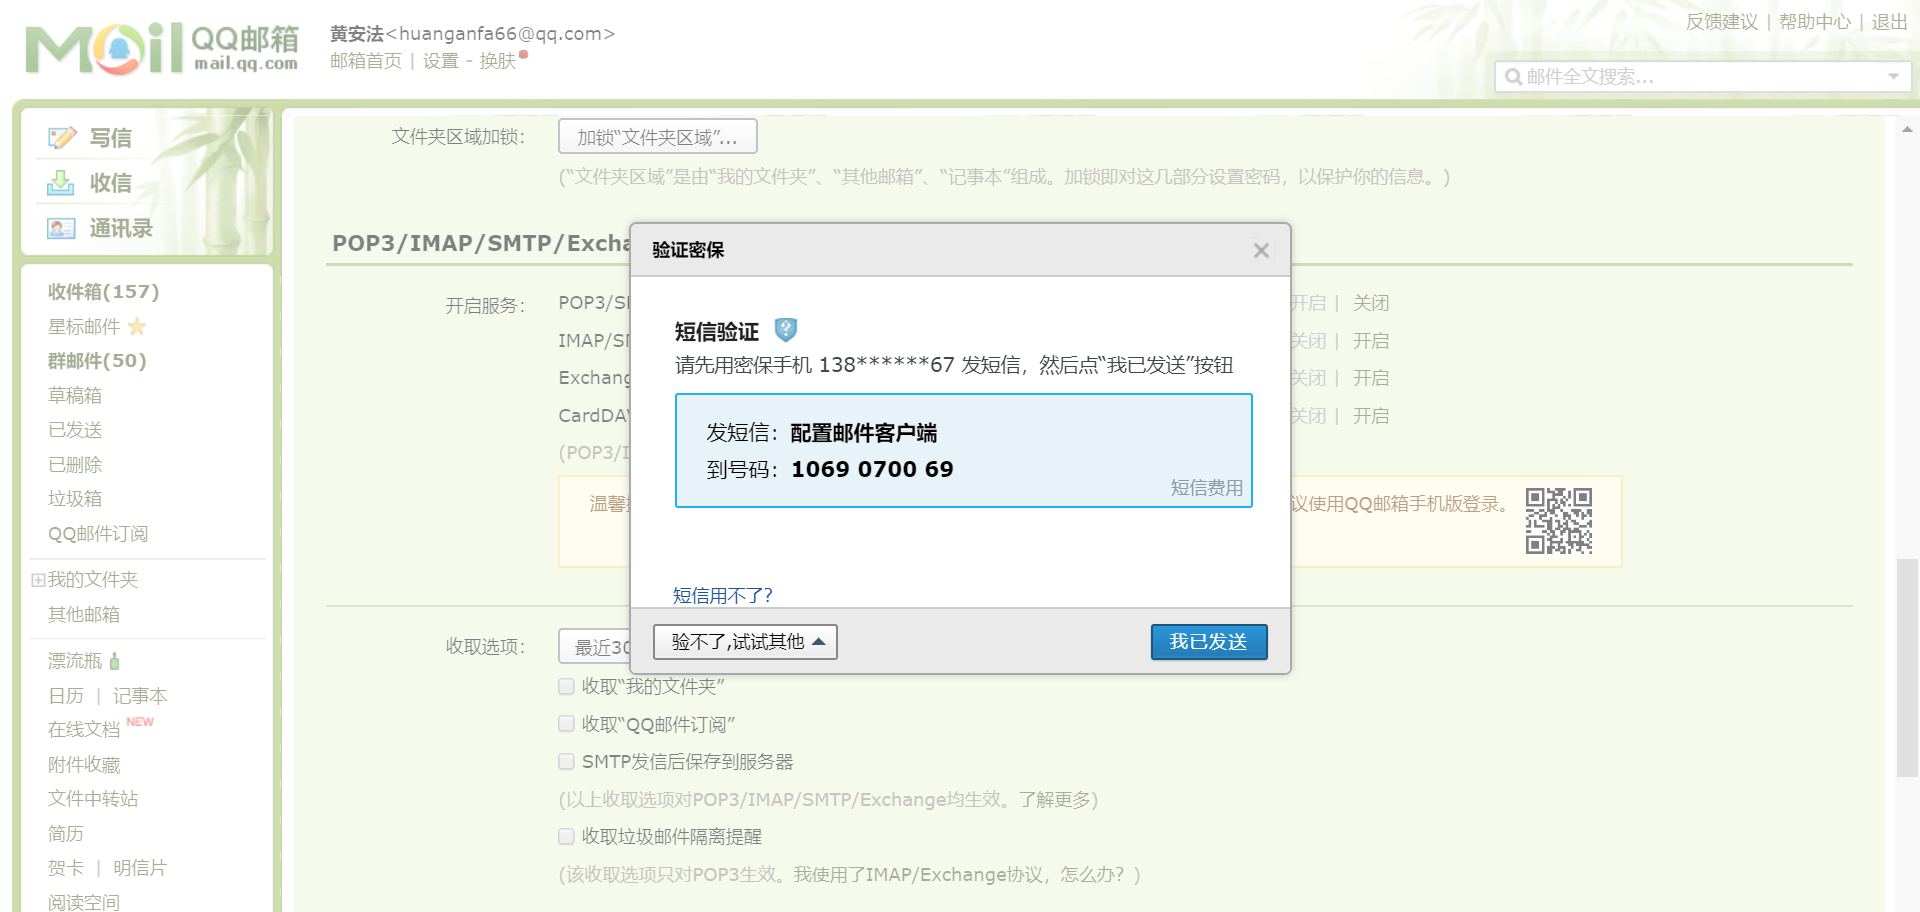 Mail QQ邮箱 mail.qq.com
黄安法<huanganfa66@qq.com>
邮箱首页 | 设置 - 换肤
反馈建议 | 帮助中心 | 退出
邮件全文搜索...
写信
收信
通讯录
收件箱(157)
星标邮件
群邮件(50)
草稿箱
已发送
已删除
垃圾箱
QQ邮件订阅
我的文件夹
其他邮箱
漂流瓶
日历 | 记事本
在线文档 NEW
附件收藏
文件中转站
简历
贺卡 | 明信片
阅读空间
文件夹区域加锁： 加锁“文件夹区域”...
(“文件夹区域”是由“我的文件夹”、“其他邮箱”、“记事本”组成。加锁即对这几部分设置密码，以保护你的信息。)
POP3/IMAP/SMTP/Excha
开启服务： POP3/S 开启 | 关闭
IMAP/S 关闭 | 开启
Exchang 关闭 | 开启
CardDA 关闭 | 开启
(POP3/I
温馨 议使用QQ邮箱手机版登录。
验证密保
短信验证
请先用密保手机 138******67 发短信，然后点“我已发送”按钮
发短信：配置邮件客户端
到号码：1069 0700 69
短信费用
短信用不了?
验不了,试试其他
我已发送
收取选项： 最近30
收取“我的文件夹”
收取“QQ邮件订阅”
SMTP发信后保存到服务器
(以上收取选项对POP3/IMAP/SMTP/Exchange均生效。了解更多)
收取垃圾邮件隔离提醒
(该收取选项只对POP3生效。我使用了IMAP/Exchange协议，怎么办？)